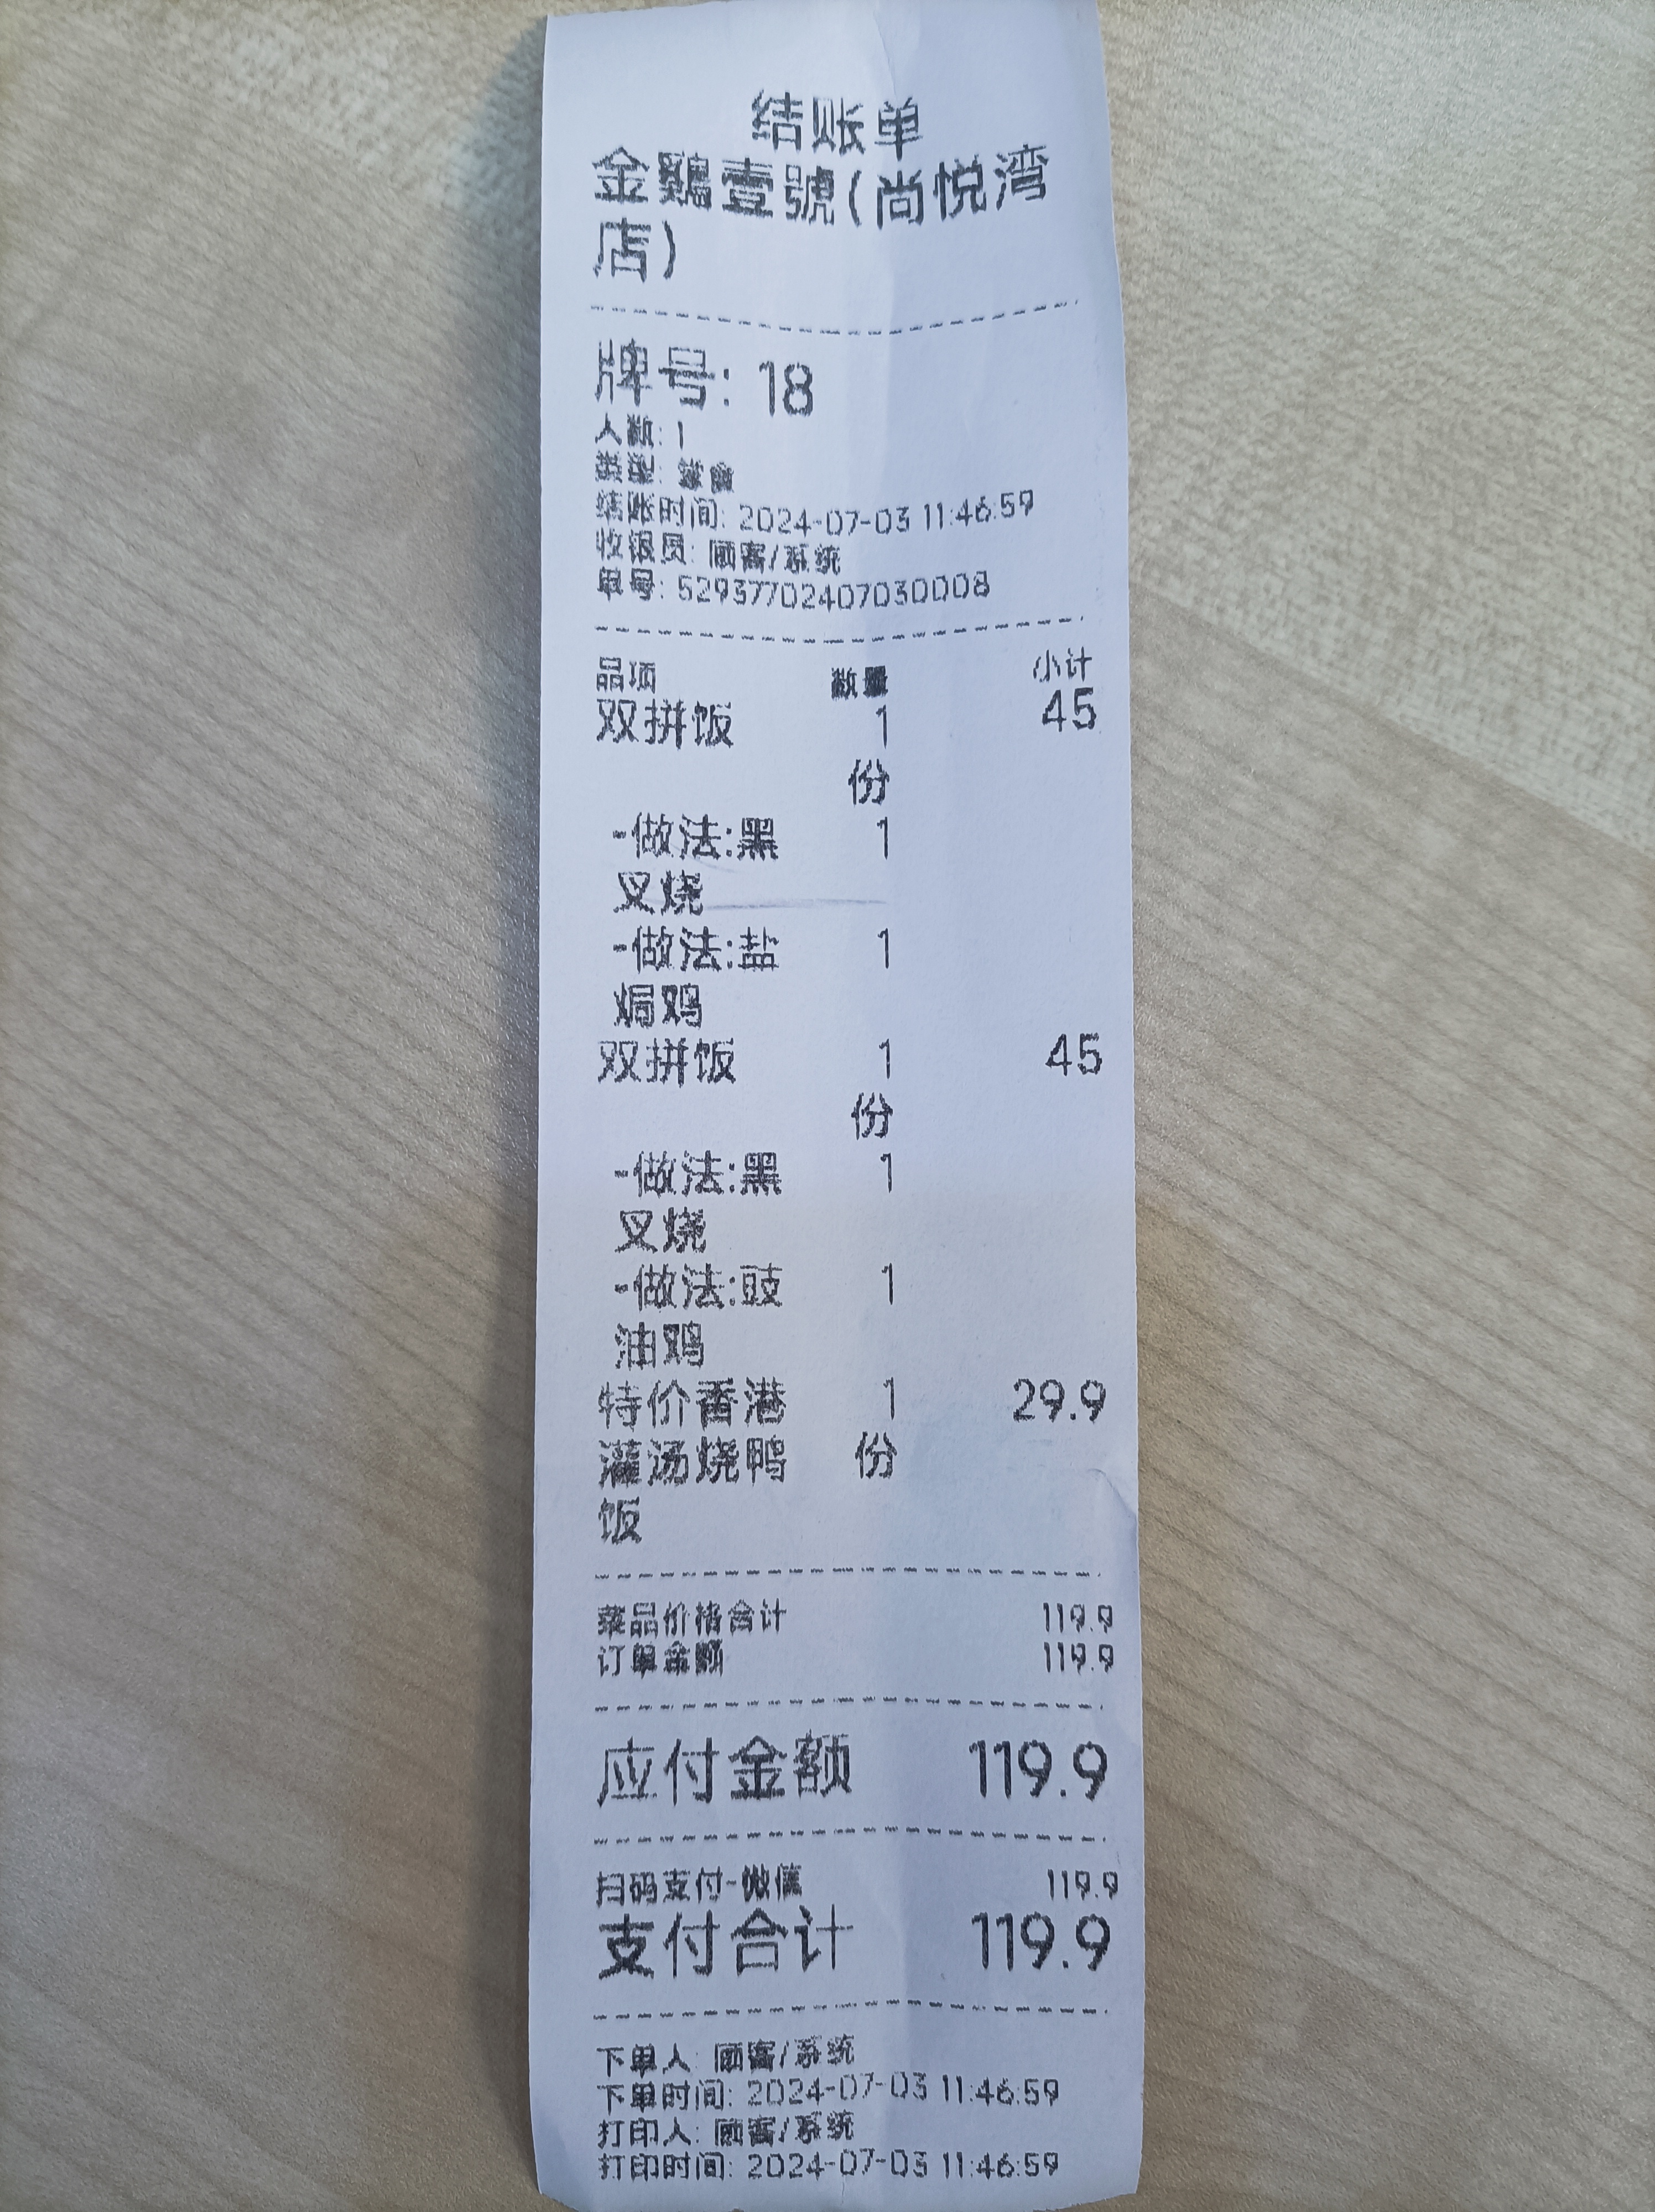 结账单
金鷄壹號(尚悦湾
店)
牌号: 18
人数: 1
类型: 堂食
结账时间: 2024-07-03 11:46:59
收银员: 顾客/系统
单号: 52937702407030008
品项 数量 小计
双拼饭 1 45
份
-做法:黑 1
叉烧
-做法:盐 1
焗鸡
双拼饭 1 45
份
-做法:黑 1
叉烧
-做法:豉 1
油鸡
特价香港 1 29.9
灌汤烧鸭 份
饭
菜品价格合计 119.9
订单金额 119.9
应付金额 119.9
扫码支付-微信 119.9
支付合计 119.9
下单人: 顾客/系统
下单时间: 2024-07-03 11:46:59
打印人: 顾客/系统
打印时间: 2024-07-03 11:46:59